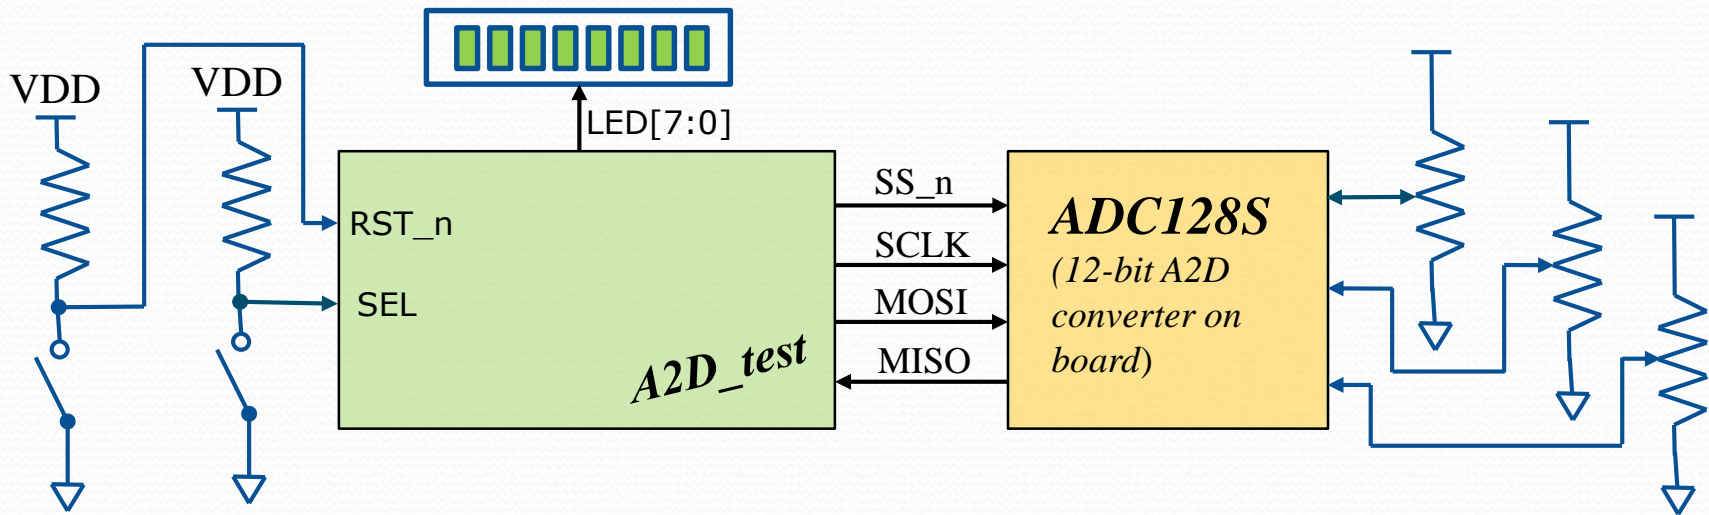 VDD
VDD
LED[7:0]
RST_n
SEL
A2D_test
SS_n
SCLK
MOSI
MISO
ADC128S
(12-bit A2D
converter on
board)